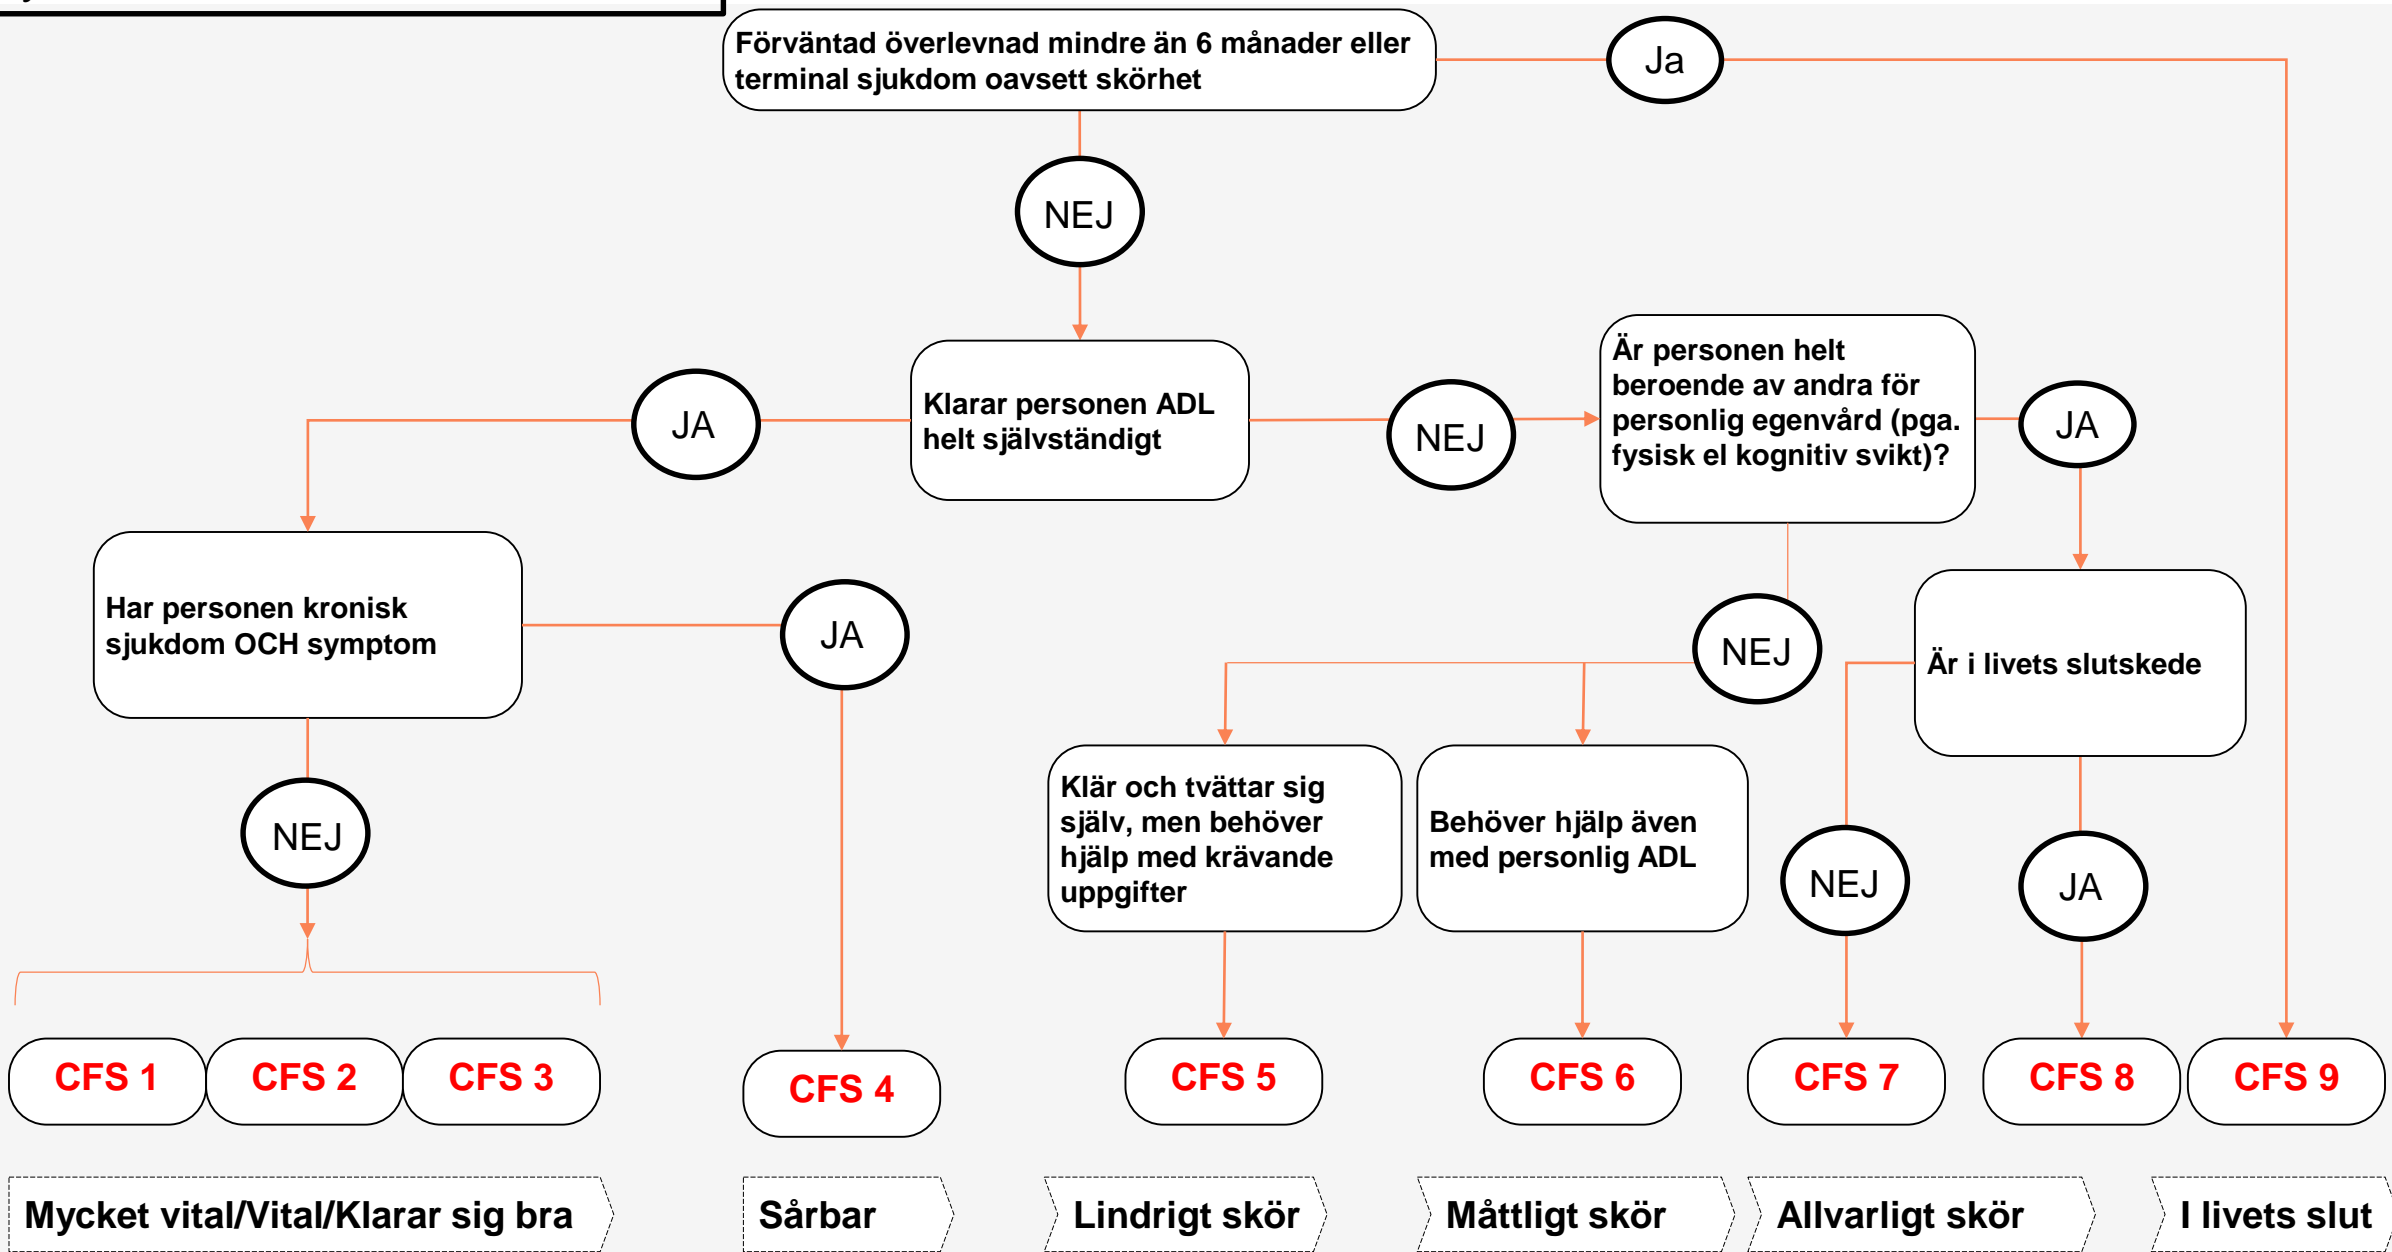 Förväntad överlevnad mindre än 6 månader eller
terminal sjukdom oavsett skörhet
Ja
NEJ
Klarar personen ADL
helt självständigt
JA
NEJ
Är personen helt
beroende av andra för
personlig egenvård (pga.
fysisk el kognitiv svikt)?
JA
Har personen kronisk
sjukdom OCH symptom
JA
NEJ
NEJ
Är i livets slutskede
Klär och tvättar sig
själv, men behöver
hjälp med krävande
uppgifter
Behöver hjälp även
med personlig ADL
NEJ
JA
CFS 1
CFS 2
CFS 3
CFS 4
CFS 5
CFS 6
CFS 7
CFS 8
CFS 9
Mycket vital/Vital/Klarar sig bra
Sårbar
Lindrigt skör
Måttligt skör
Allvarligt skör
I livets slut